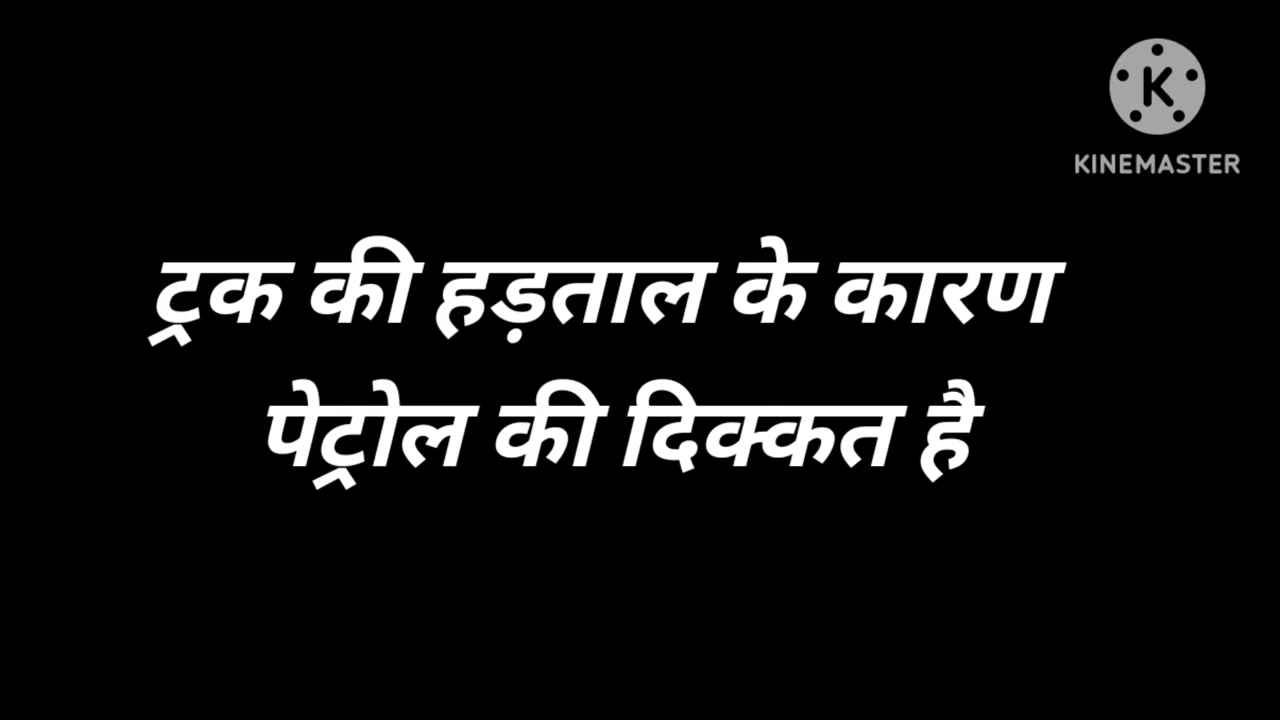 K
KINEMASTER
ट्रक की हड़ताल के कारण
पेट्रोल की दिक्कत है